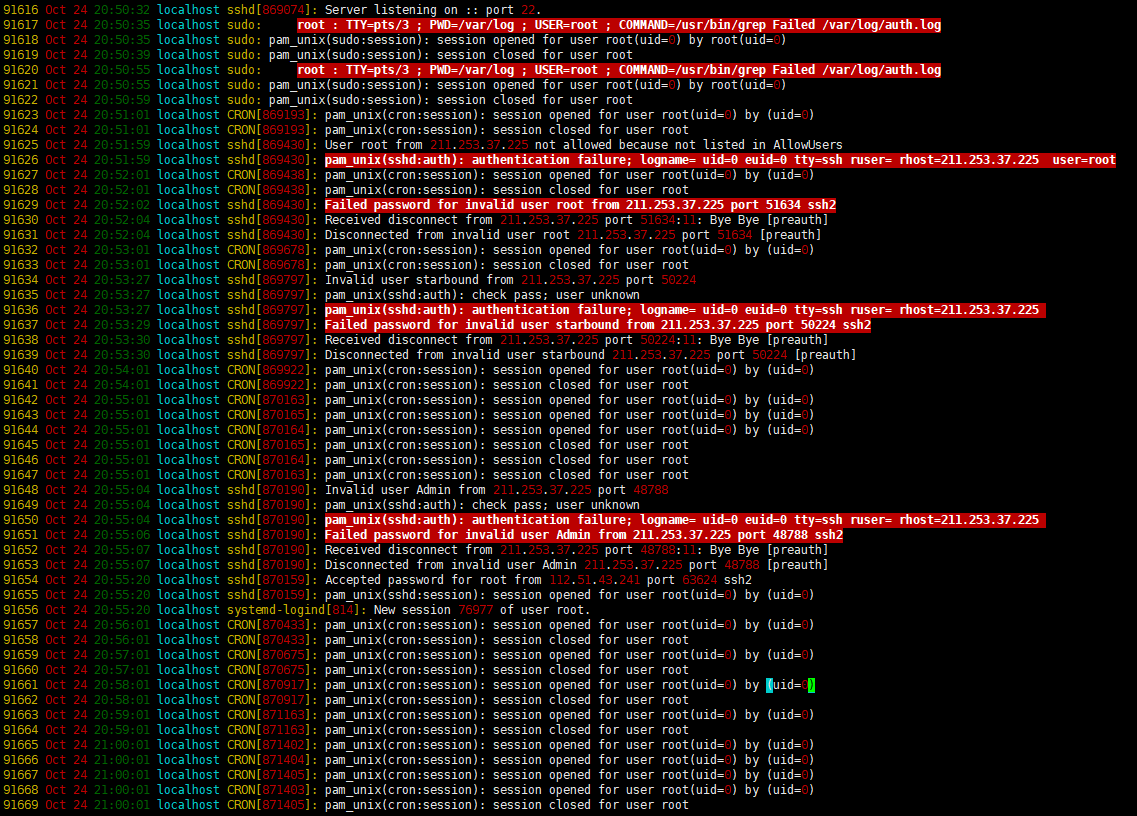 91616 Oct 24 20:50:32 localhost sshd[869074]: Server listening on :: port 22.
91617 Oct 24 20:50:35 localhost sudo:     root : TTY=pts/3 ; PWD=/var/log ; USER=root ; COMMAND=/usr/bin/grep Failed /var/log/auth.log
91618 Oct 24 20:50:35 localhost sudo: pam_unix(sudo:session): session opened for user root(uid=0) by root(uid=0)
91619 Oct 24 20:50:39 localhost sudo: pam_unix(sudo:session): session closed for user root
91620 Oct 24 20:50:55 localhost sudo:     root : TTY=pts/3 ; PWD=/var/log ; USER=root ; COMMAND=/usr/bin/grep Failed /var/log/auth.log
91621 Oct 24 20:50:55 localhost sudo: pam_unix(sudo:session): session opened for user root(uid=0) by root(uid=0)
91622 Oct 24 20:50:59 localhost sudo: pam_unix(sudo:session): session closed for user root
91623 Oct 24 20:51:01 localhost CRON[869193]: pam_unix(cron:session): session opened for user root(uid=0) by (uid=0)
91624 Oct 24 20:51:01 localhost CRON[869193]: pam_unix(cron:session): session closed for user root
91625 Oct 24 20:51:59 localhost sshd[869430]: User root from 211.253.37.225 not allowed because not listed in AllowUsers
91626 Oct 24 20:51:59 localhost sshd[869430]: pam_unix(sshd:auth): authentication failure; logname= uid=0 euid=0 tty=ssh ruser= rhost=211.253.37.225  user=root
91627 Oct 24 20:52:01 localhost CRON[869438]: pam_unix(cron:session): session opened for user root(uid=0) by (uid=0)
91628 Oct 24 20:52:01 localhost CRON[869438]: pam_unix(cron:session): session closed for user root
91629 Oct 24 20:52:02 localhost sshd[869430]: Failed password for invalid user root from 211.253.37.225 port 51634 ssh2
91630 Oct 24 20:52:04 localhost sshd[869430]: Received disconnect from 211.253.37.225 port 51634:11: Bye Bye [preauth]
91631 Oct 24 20:52:04 localhost sshd[869430]: Disconnected from invalid user root 211.253.37.225 port 51634 [preauth]
91632 Oct 24 20:53:01 localhost CRON[869678]: pam_unix(cron:session): session opened for user root(uid=0) by (uid=0)
91633 Oct 24 20:53:01 localhost CRON[869678]: pam_unix(cron:session): session closed for user root
91634 Oct 24 20:53:27 localhost sshd[869797]: Invalid user starbound from 211.253.37.225 port 50224
91635 Oct 24 20:53:27 localhost sshd[869797]: pam_unix(sshd:auth): check pass; user unknown
91636 Oct 24 20:53:27 localhost sshd[869797]: pam_unix(sshd:auth): authentication failure; logname= uid=0 euid=0 tty=ssh ruser= rhost=211.253.37.225
91637 Oct 24 20:53:29 localhost sshd[869797]: Failed password for invalid user starbound from 211.253.37.225 port 50224 ssh2
91638 Oct 24 20:53:30 localhost sshd[869797]: Received disconnect from 211.253.37.225 port 50224:11: Bye Bye [preauth]
91639 Oct 24 20:53:30 localhost sshd[869797]: Disconnected from invalid user starbound 211.253.37.225 port 50224 [preauth]
91640 Oct 24 20:54:01 localhost CRON[869922]: pam_unix(cron:session): session opened for user root(uid=0) by (uid=0)
91641 Oct 24 20:54:01 localhost CRON[869922]: pam_unix(cron:session): session closed for user root
91642 Oct 24 20:55:01 localhost CRON[870163]: pam_unix(cron:session): session opened for user root(uid=0) by (uid=0)
91643 Oct 24 20:55:01 localhost CRON[870165]: pam_unix(cron:session): session opened for user root(uid=0) by (uid=0)
91644 Oct 24 20:55:01 localhost CRON[870164]: pam_unix(cron:session): session opened for user root(uid=0) by (uid=0)
91645 Oct 24 20:55:01 localhost CRON[870165]: pam_unix(cron:session): session closed for user root
91646 Oct 24 20:55:01 localhost CRON[870164]: pam_unix(cron:session): session closed for user root
91647 Oct 24 20:55:01 localhost CRON[870163]: pam_unix(cron:session): session closed for user root
91648 Oct 24 20:55:04 localhost sshd[870190]: Invalid user Admin from 211.253.37.225 port 48788
91649 Oct 24 20:55:04 localhost sshd[870190]: pam_unix(sshd:auth): check pass; user unknown
91650 Oct 24 20:55:04 localhost sshd[870190]: pam_unix(sshd:auth): authentication failure; logname= uid=0 euid=0 tty=ssh ruser= rhost=211.253.37.225
91651 Oct 24 20:55:06 localhost sshd[870190]: Failed password for invalid user Admin from 211.253.37.225 port 48788 ssh2
91652 Oct 24 20:55:07 localhost sshd[870190]: Received disconnect from 211.253.37.225 port 48788:11: Bye Bye [preauth]
91653 Oct 24 20:55:07 localhost sshd[870190]: Disconnected from invalid user Admin 211.253.37.225 port 48788 [preauth]
91654 Oct 24 20:55:20 localhost sshd[870159]: Accepted password for root from 112.51.43.241 port 63624 ssh2
91655 Oct 24 20:55:20 localhost sshd[870159]: pam_unix(sshd:session): session opened for user root(uid=0) by (uid=0)
91656 Oct 24 20:55:20 localhost systemd-logind[814]: New session 76977 of user root.
91657 Oct 24 20:56:01 localhost CRON[870433]: pam_unix(cron:session): session opened for user root(uid=0) by (uid=0)
91658 Oct 24 20:56:01 localhost CRON[870433]: pam_unix(cron:session): session closed for user root
91659 Oct 24 20:57:01 localhost CRON[870675]: pam_unix(cron:session): session opened for user root(uid=0) by (uid=0)
91660 Oct 24 20:57:01 localhost CRON[870675]: pam_unix(cron:session): session closed for user root
91661 Oct 24 20:58:01 localhost CRON[870917]: pam_unix(cron:session): session opened for user root(uid=0) by (uid=0)
91662 Oct 24 20:58:01 localhost CRON[870917]: pam_unix(cron:session): session closed for user root
91663 Oct 24 20:59:01 localhost CRON[871163]: pam_unix(cron:session): session opened for user root(uid=0) by (uid=0)
91664 Oct 24 20:59:01 localhost CRON[871163]: pam_unix(cron:session): session closed for user root
91665 Oct 24 21:00:01 localhost CRON[871402]: pam_unix(cron:session): session opened for user root(uid=0) by (uid=0)
91666 Oct 24 21:00:01 localhost CRON[871404]: pam_unix(cron:session): session opened for user root(uid=0) by (uid=0)
91667 Oct 24 21:00:01 localhost CRON[871405]: pam_unix(cron:session): session opened for user root(uid=0) by (uid=0)
91668 Oct 24 21:00:01 localhost CRON[871403]: pam_unix(cron:session): session opened for user root(uid=0) by (uid=0)
91669 Oct 24 21:00:01 localhost CRON[871405]: pam_unix(cron:session): session closed for user root